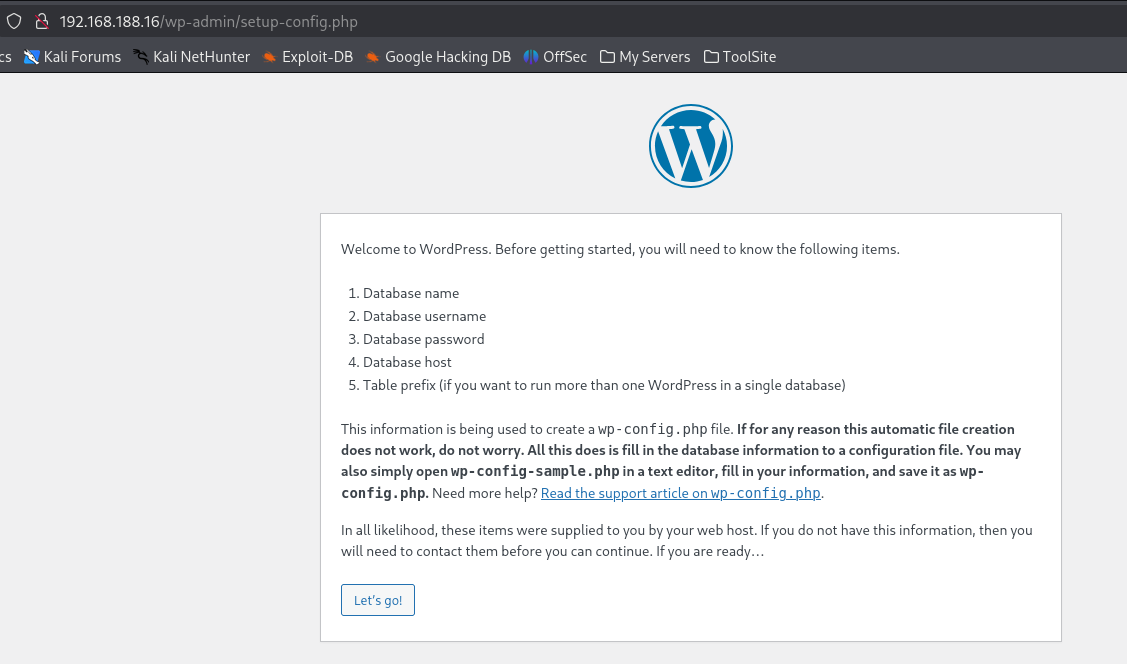 192.168.188.16/wp-admin/setup-config.php
cs Kali Forums Kali NetHunter Exploit-DB Google Hacking DB OffSec My Servers ToolSite
Welcome to WordPress. Before getting started, you will need to know the following items.
1. Database name
2. Database username
3. Database password
4. Database host
5. Table prefix (if you want to run more than one WordPress in a single database)
This information is being used to create a wp-config.php file. If for any reason this automatic file creation
does not work, do not worry. All this does is fill in the database information to a configuration file. You may
also simply open wp-config-sample.php in a text editor, fill in your information, and save it as wp-
config.php. Need more help? Read the support article on wp-config.php.
In all likelihood, these items were supplied to you by your web host. If you do not have this information, then you
will need to contact them before you can continue. If you are ready…
Let's go!